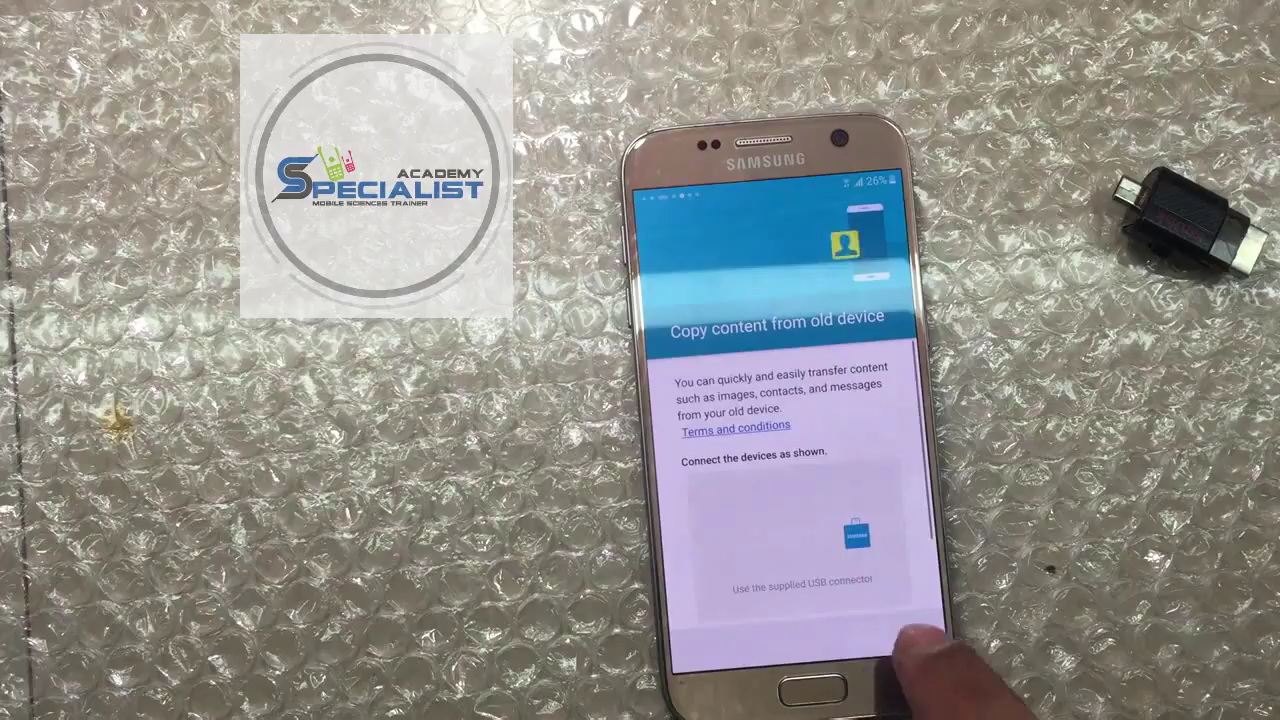 ACADEMY
SPECIALIST
MOBILE SCIENCES TRAINER
SAMSUNG
26%
Copy content from old device
You can quickly and easily transfer content
such as images, contacts, and messages
from your old device.
Terms and conditions
Connect the devices as shown.
SAMSUNG
Use the supplied USB connector